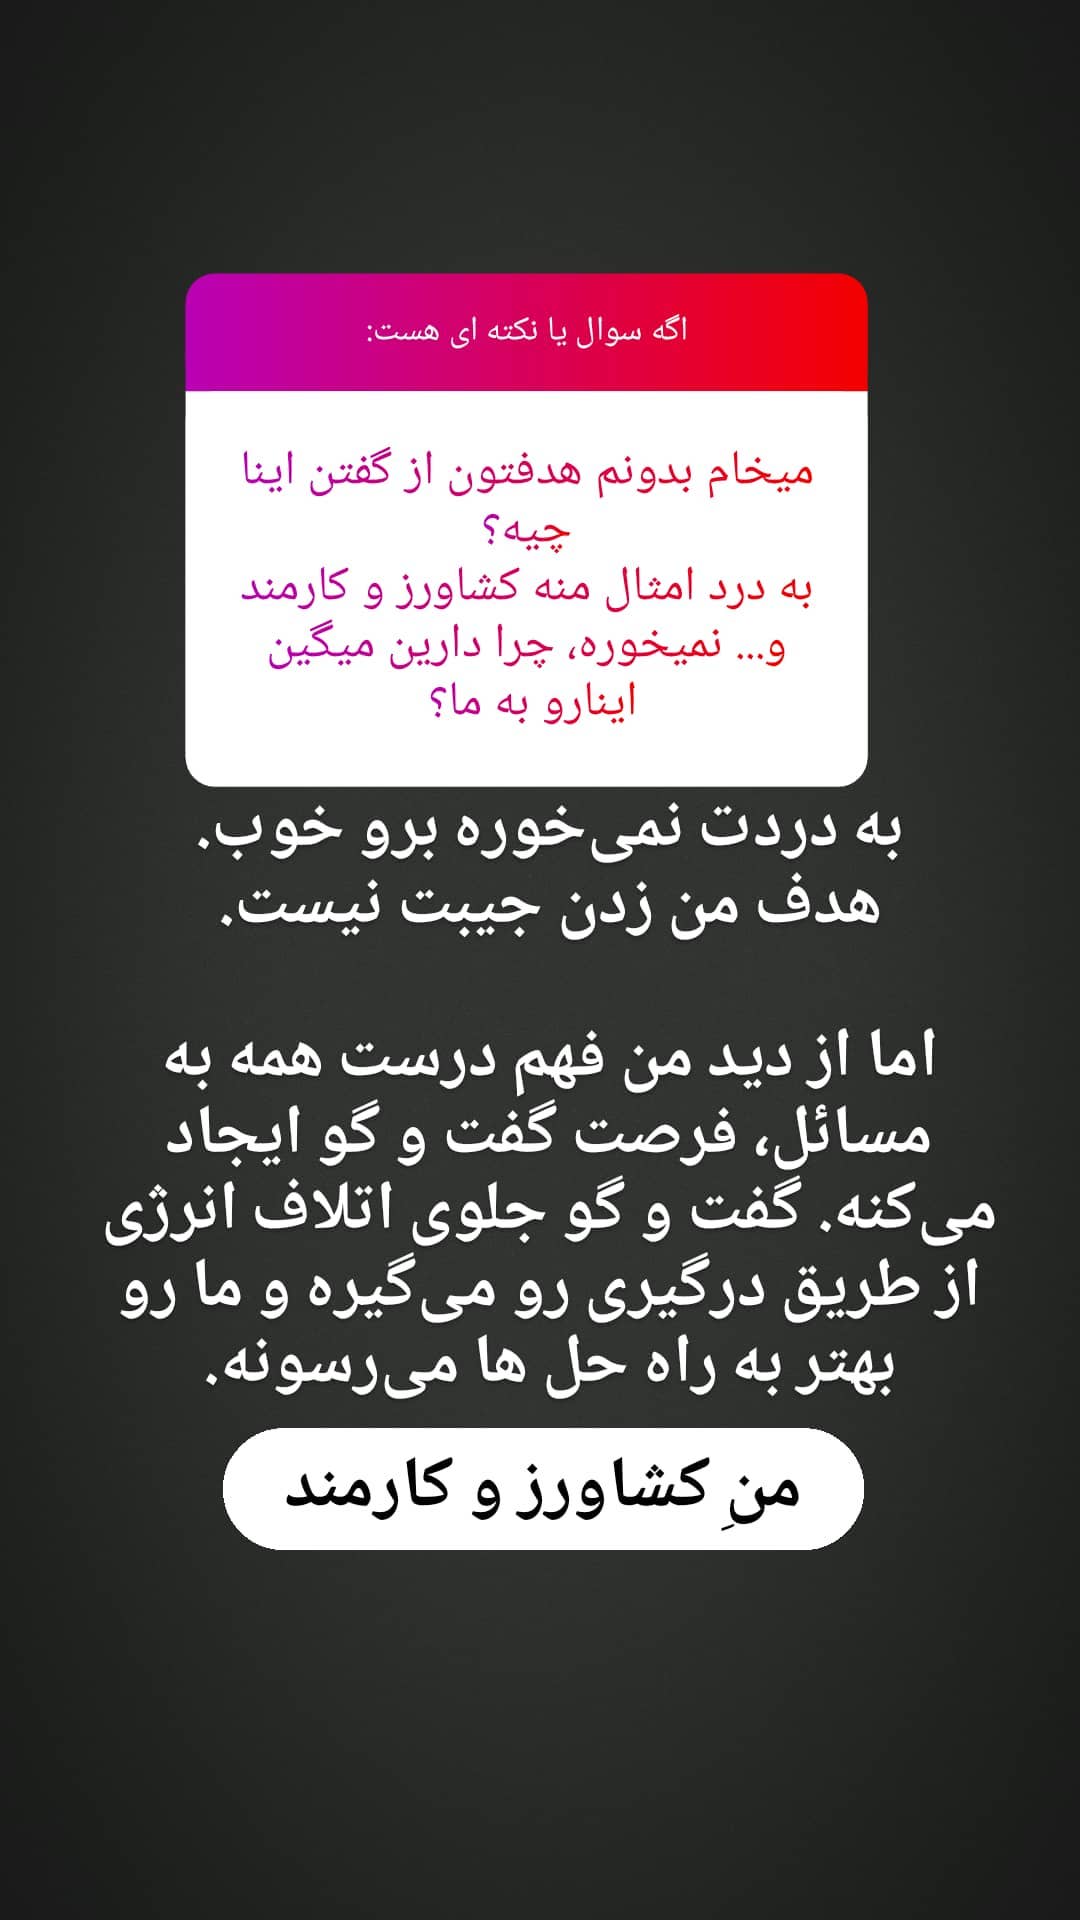 اگه سوال یا نکته ای هست:
میخام بدونم هدفتون از گفتن اینا
چیه؟
به درد امثال منه کشاورز و کارمند
و... نمیخوره، چرا دارین میگین
اینارو به ما؟
به دردت نمی‌خوره برو خوب.
هدف من زدن جیبت نیست.
اما از دید من فهم درست همه به
مسائل، فرصت گفت و گو ایجاد
می‌کنه. گفت و گو جلوی اتلاف انرژی
از طریق درگیری رو می‌گیره و ما رو
بهتر به راه حل ها می‌رسونه.
منِ کشاورز و کارمند